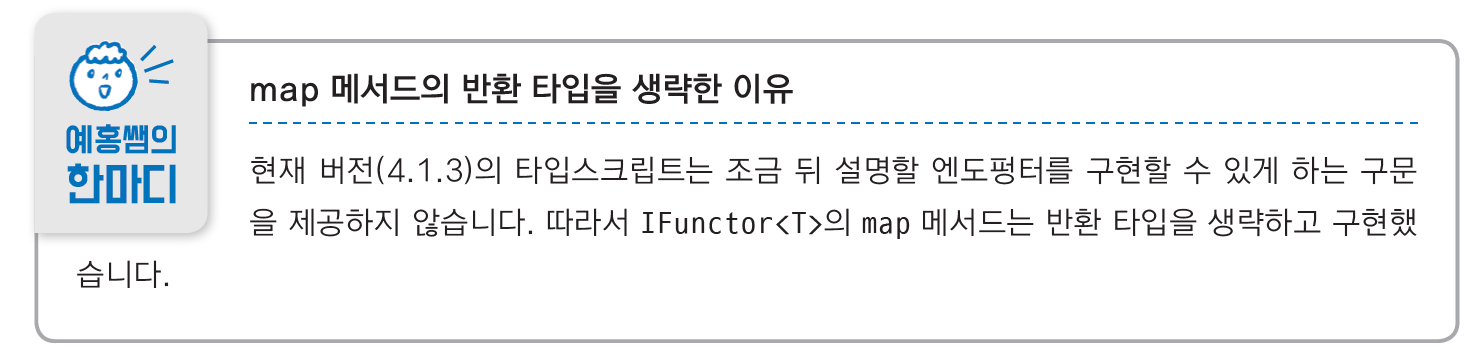 예홍쌤의
한마디
map 메서드의 반환 타입을 생략한 이유
현재 버전(4.1.3)의 타입스크립트는 조금 뒤 설명할 엔도펑터를 구현할 수 있게 하는 구문
을 제공하지 않습니다. 따라서 IFunctor<T>의 map 메서드는 반환 타입을 생략하고 구현했
습니다.